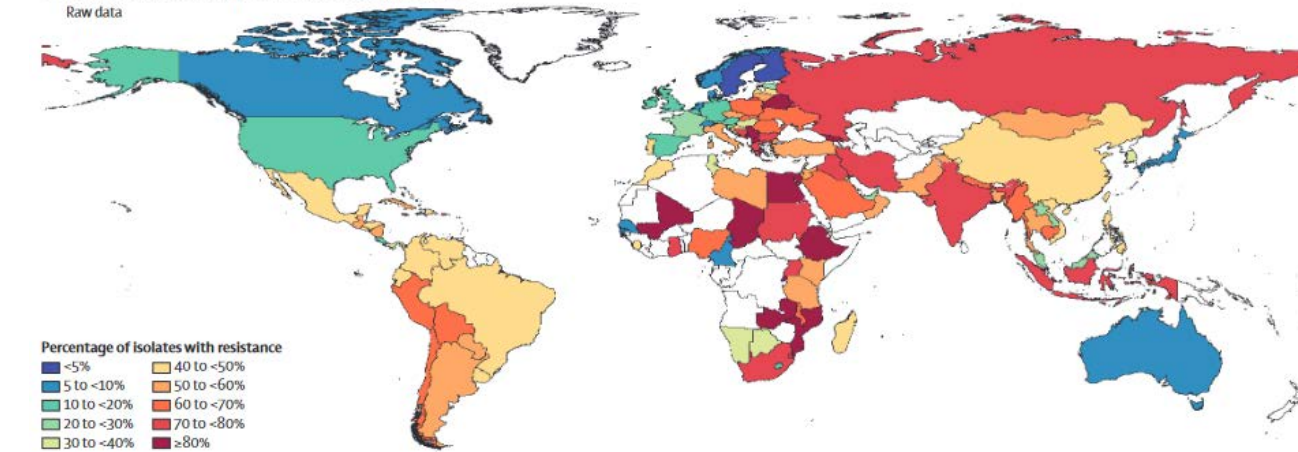 Raw data
Percentage of isolates with resistance
<5%
5 to <10%
10 to <20%
20 to <30%
30 to <40%
40 to <50%
50 to <60%
60 to <70%
70 to <80%
≥80%